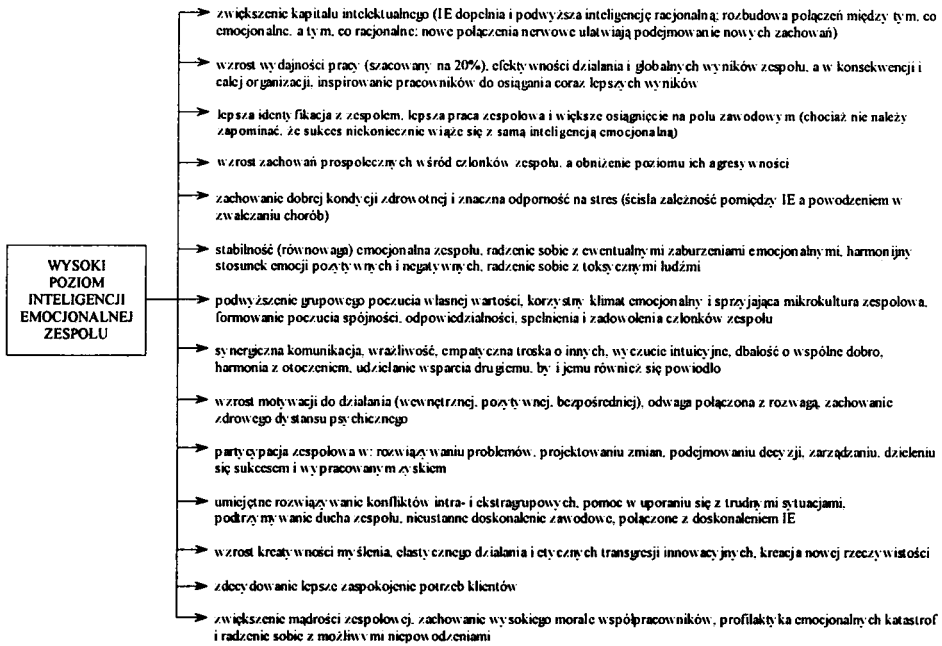 zwiększenie kapitału intelektualnego (IE dopełnia i podwyższa inteligencję racjonalną; rozbudowa połączeń między tym, co
emocjonalne, a tym, co racjonalne; nowe połączenia nerwowe ułatwiają podejmowanie nowych zachowań)
wzrost wydajności pracy (szacowany na 20%), efektywności działania i globalnych wyników zespołu, a w konsekwencji i
całej organizacji, inspirowanie pracowników do osiągania coraz lepszych wyników
lepsza identyfikacja z zespołem, lepsza praca zespołowa i większe osiągnięcie na polu zawodowym (chociaż nie należy
zapominać, że sukces niekoniecznie wiąże się z samą inteligencją emocjonalną)
wzrost zachowań prospołecznych wśród członków zespołu, a obniżenie poziomu ich agresywności
zachowanie dobrej kondycji zdrowotnej i znaczna odporność na stres (ścisła zależność pomiędzy IE a powodzeniem w
zwalczaniu chorób)
stabilność (równowaga) emocjonalna zespołu, radzenie sobie z ewentualnymi zaburzeniami emocjonalnymi, harmonijny
stosunek emocji pozytywnych i negatywnych, radzenie sobie z toksycznymi ludźmi
WYSOKI
POZIOM
INTELIGENCJI
EMOCJONALNEJ
ZESPOŁU
podwyższenie grupowego poczucia własnej wartości, korzystny klimat emocjonalny i sprzyjająca mikrokultura zespołowa,
formowanie poczucia spójności, odpowiedzialności, spełnienia i zadowolenia członków zespołu
synergiczna komunikacja, wrażliwość, empatyczna troska o innych, wyczucie intuicyjne, dbałość o wspólne dobro,
harmonia z otoczeniem, udzielanie wsparcia drugiemu, by i jemu również się powiodło
wzrost motywacji do działania (wewnętrznej, pozytywnej, bezpośredniej), odwaga połączona z rozwagą, zachowanie
zdrowego dystansu psychicznego
partycypacja zespołowa w: rozwiązywaniu problemów, projektowaniu zmian, podejmowaniu decyzji, zarządzaniu, dzieleniu
się sukcesem i wypracowanym zyskiem
umiejętne rozwiązywanie konfliktów intra- i ekstragrupowych, pomoc w uporaniu się z trudnymi sytuacjami,
podtrzymywanie ducha zespołu, nieustanne doskonalenie zawodowe, połączone z doskonaleniem IE
wzrost kreatywności myślenia, elastycznego działania i etycznych transgresji innowacyjnych, kreacja nowej rzeczywistości
zdecydowanie lepsze zaspokojenie potrzeb klientów
zwiększenie mądrości zespołowej, zachowanie wysokiego morale współpracowników, profilaktyka emocjonalnych katastrof
i radzenie sobie z możliwymi niepowodzeniami